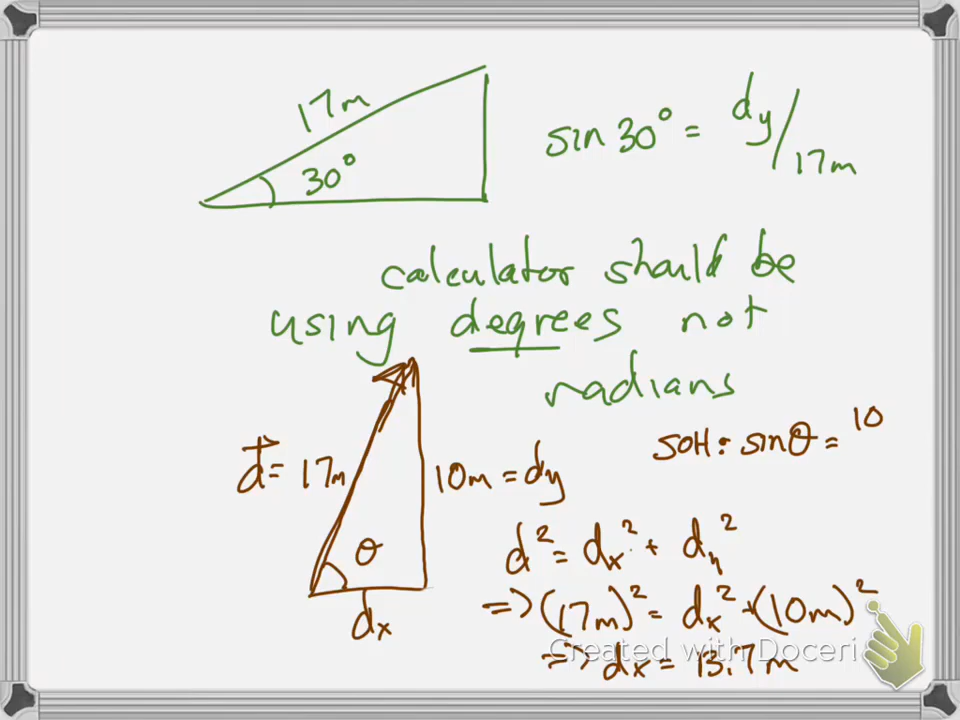 17m
30°
sin 30° = dy/17m
calculator should be
using degrees not
radians
SOH: sinθ = 10
d⃗ = 17m
10m = dy
θ
dx
d² = dx² + dy²
=> (17m)² = dx² + (10m)²
=> dx = 13.7m
Created with Doceri